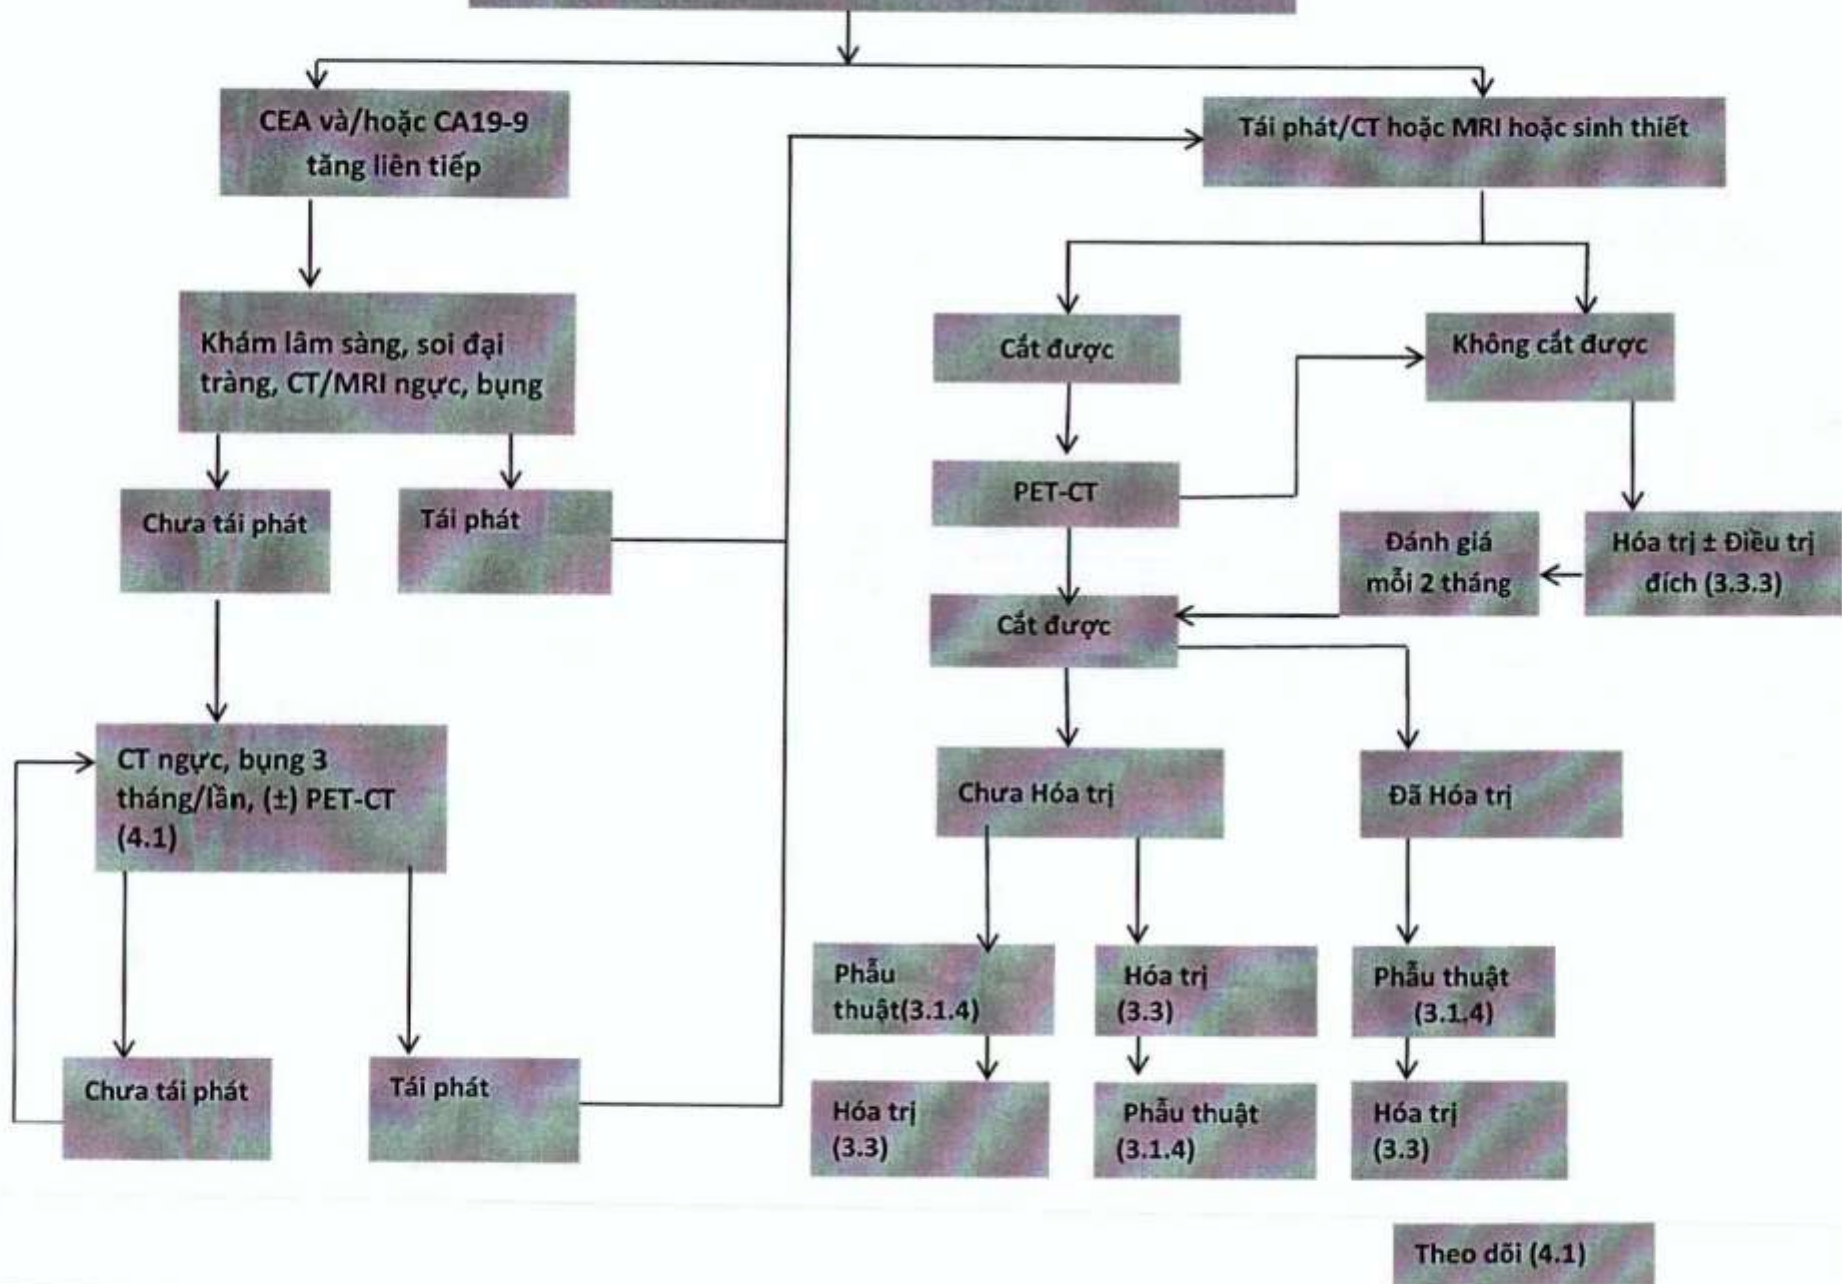 CEA và/hoặc CA19-9
tăng liên tiếp
Tái phát/CT hoặc MRI hoặc sinh thiết
Khám lâm sàng, soi đại
tràng, CT/MRI ngực, bụng
Cắt được
Không cắt được
PET-CT
Chưa tái phát
Tái phát
Đánh giá
mỗi 2 tháng
Hóa trị ± Điều trị
đích (3.3.3)
Cắt được
CT ngực, bụng 3
tháng/lần, (±) PET-CT
(4.1)
Chưa Hóa trị
Đã Hóa trị
Phẫu
thuật(3.1.4)
Hóa trị
(3.3)
Phẫu thuật
(3.1.4)
Chưa tái phát
Tái phát
Hóa trị
(3.3)
Phẫu thuật
(3.1.4)
Hóa trị
(3.3)
Theo dõi (4.1)